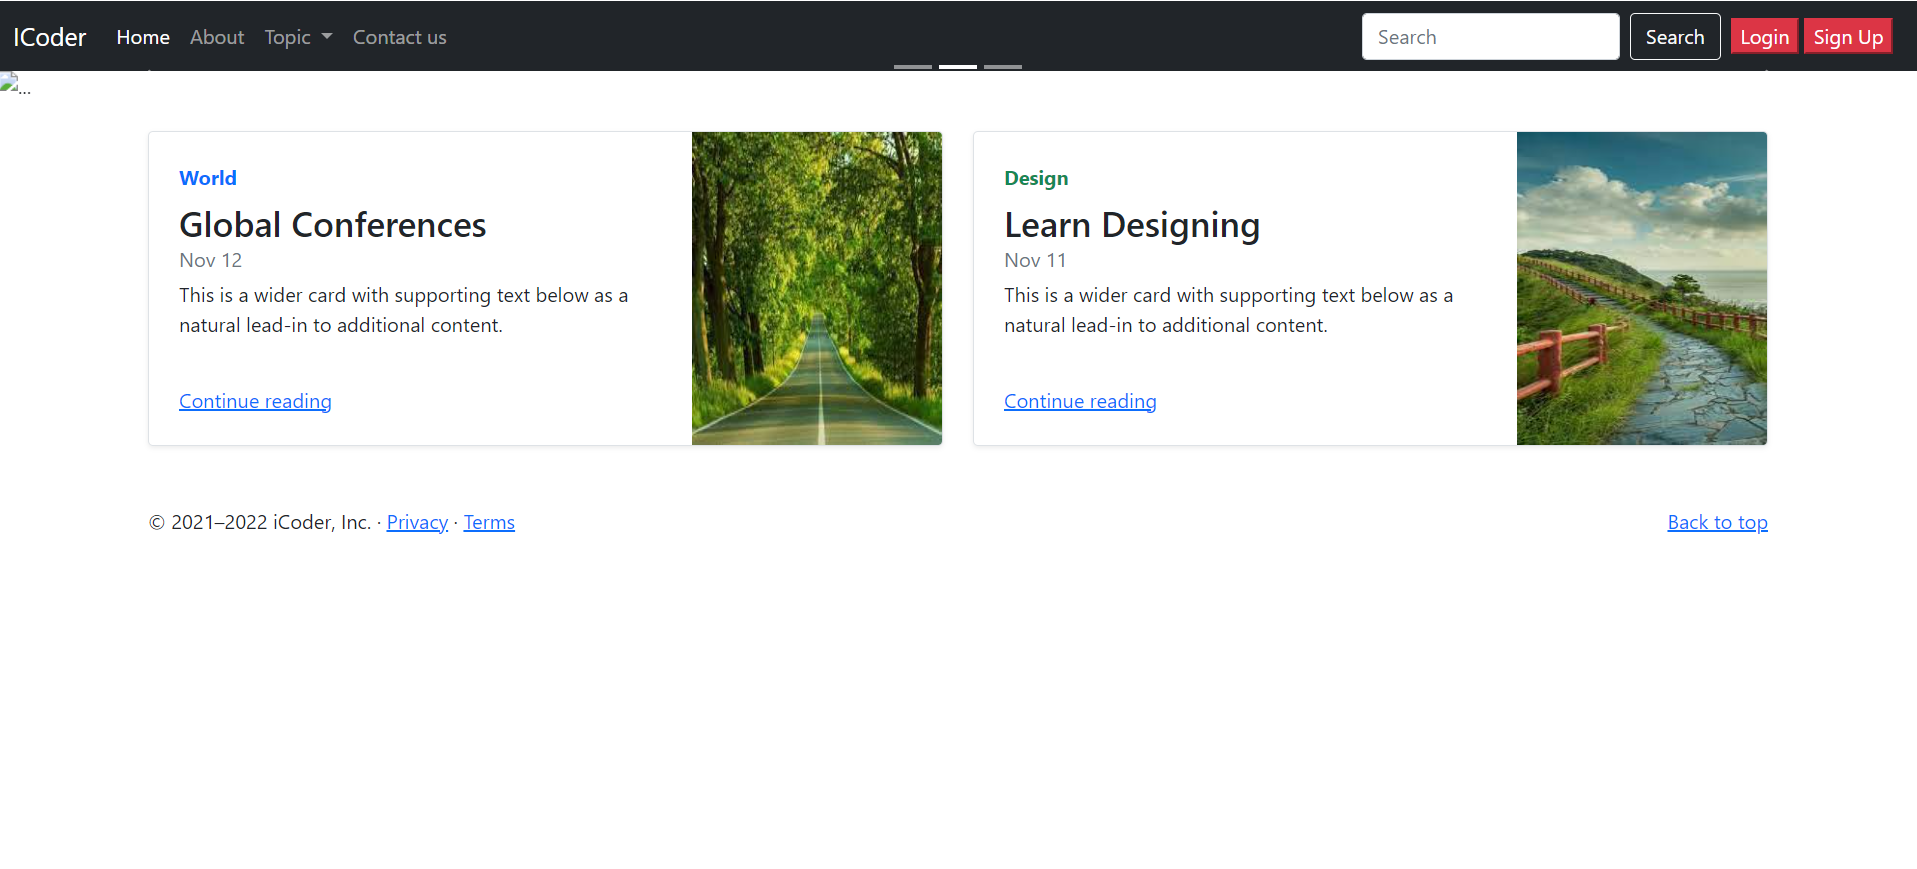 ICoder Home About Topic Contact us Search Search Login Sign Up
...
World
Global Conferences
Nov 12
This is a wider card with supporting text below as a
natural lead-in to additional content.
Continue reading
Design
Learn Designing
Nov 11
This is a wider card with supporting text below as a
natural lead-in to additional content.
Continue reading
© 2021–2022 iCoder, Inc. · Privacy · Terms
Back to top